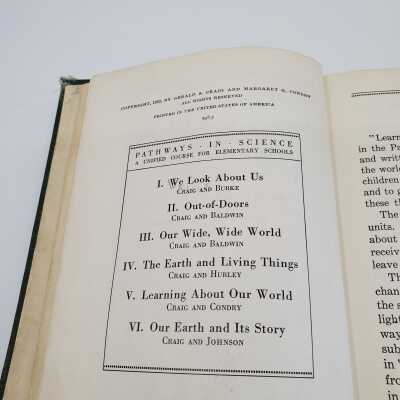 COPYRIGHT, 1932, BY GERALD S. CRAIG AND MARGARET G. CONDRY
ALL RIGHTS RESERVED
PRINTED IN THE UNITED STATES OF AMERICA
PATHWAYS · IN · SCIENCE
A UNIFIED COURSE FOR ELEMENTARY SCHOOLS
I. We Look About Us
CRAIG AND BURKE
II. Out-of-Doors
CRAIG AND BALDWIN
III. Our Wide, Wide World
CRAIG AND BALDWIN
IV. The Earth and Living Things
CRAIG AND HURLEY
V. Learning About Our World
CRAIG AND CONDRY
VI. Our Earth and Its Story
CRAIG AND JOHNSON
"Learn
in the Pa
and writ
the world
children
and to g
these th
The
units.
about
receiv
leave
Th
chan
the s
light
way
sub
in
fro
in